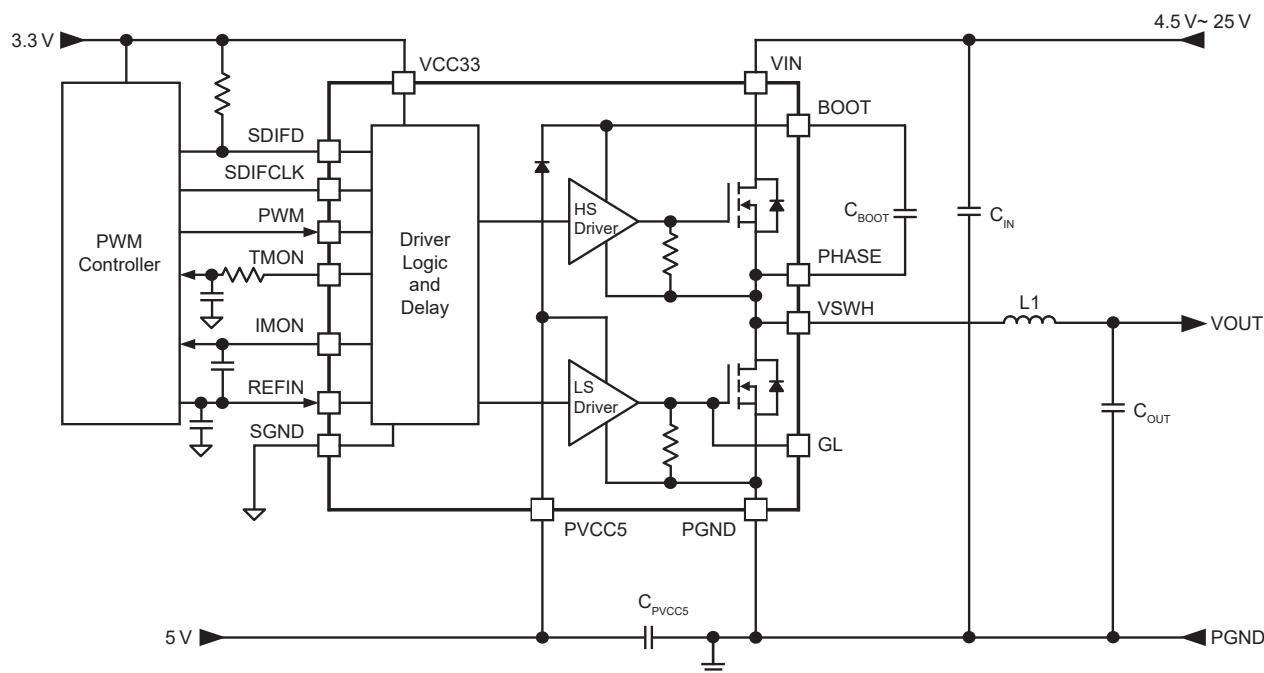 4.5 V~ 25 V
3.3 V
VCC33
VIN
BOOT
SDIFD
SDIFCLK
PWM
TMON
IMON
REFIN
SGND
PWM
Controller
Driver
Logic
and
Delay
HS
Driver
LS
Driver
C_BOOT
C_IN
PHASE
VSWH
L1
VOUT
C_OUT
GL
PVCC5
PGND
C_PVCC5
5 V
PGND